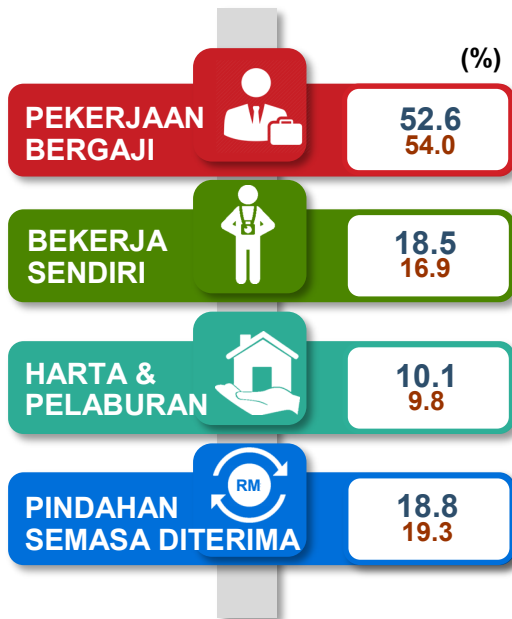 (%)
PEKERJAAN
BERGAJI
52.6
54.0
BEKERJA
SENDIRI
18.5
16.9
HARTA &
PELABURAN
10.1
9.8
RM
PINDAHAN
SEMASA DITERIMA
18.8
19.3